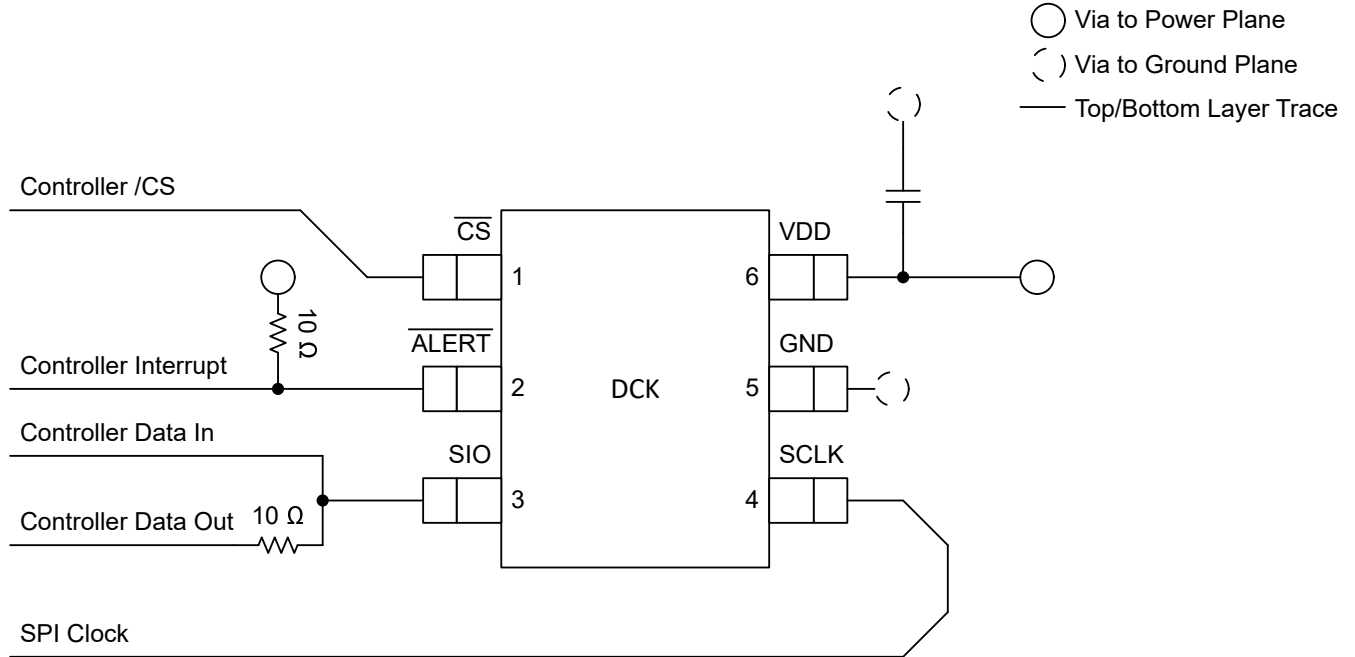 Via to Power Plane
Via to Ground Plane
Top/Bottom Layer Trace
Controller /CS
CS
VDD
1
6
10 Ω
ALERT
GND
Controller Interrupt
2
DCK
5
Controller Data In
SIO
SCLK
3
4
Controller Data Out
10 Ω
SPI Clock